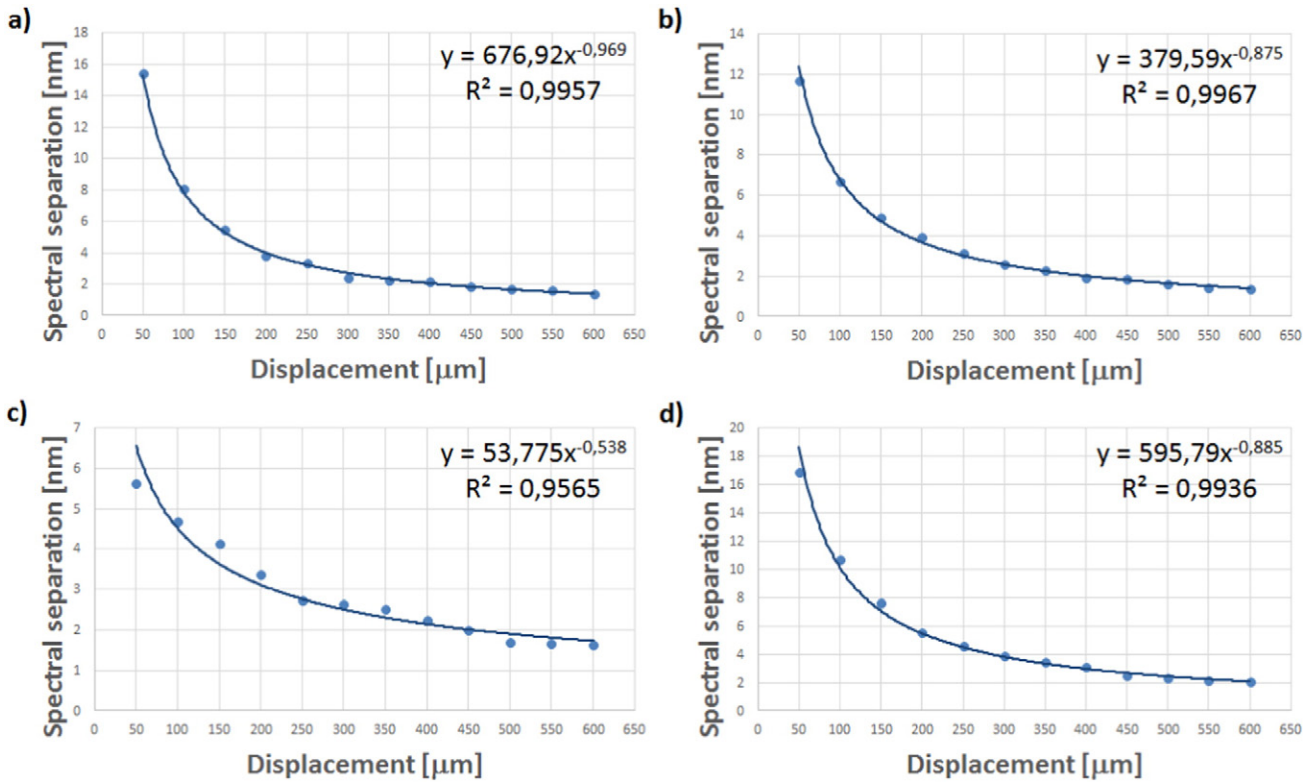 a)
Spectral separation [nm]
18
16
14
12
10
8
6
4
2
0
y = 676,92x^-0,969
R² = 0,9957
0 50 100 150 200 250 300 350 400 450 500 550 600 650
Displacement [μm]
b)
Spectral separation [nm]
14
12
10
8
6
4
2
0
y = 379,59x^-0,875
R² = 0,9967
0 50 100 150 200 250 300 350 400 450 500 550 600 650
Displacement [μm]
c)
Spectral separation [nm]
7
6
5
4
3
2
1
0
y = 53,775x^-0,538
R² = 0,9565
0 50 100 150 200 250 300 350 400 450 500 550 600 650
Displacement [μm]
d)
Spectral separation [nm]
20
18
16
14
12
10
8
6
4
2
0
y = 595,79x^-0,885
R² = 0,9936
0 50 100 150 200 250 300 350 400 450 500 550 600 650
Displacement [μm]